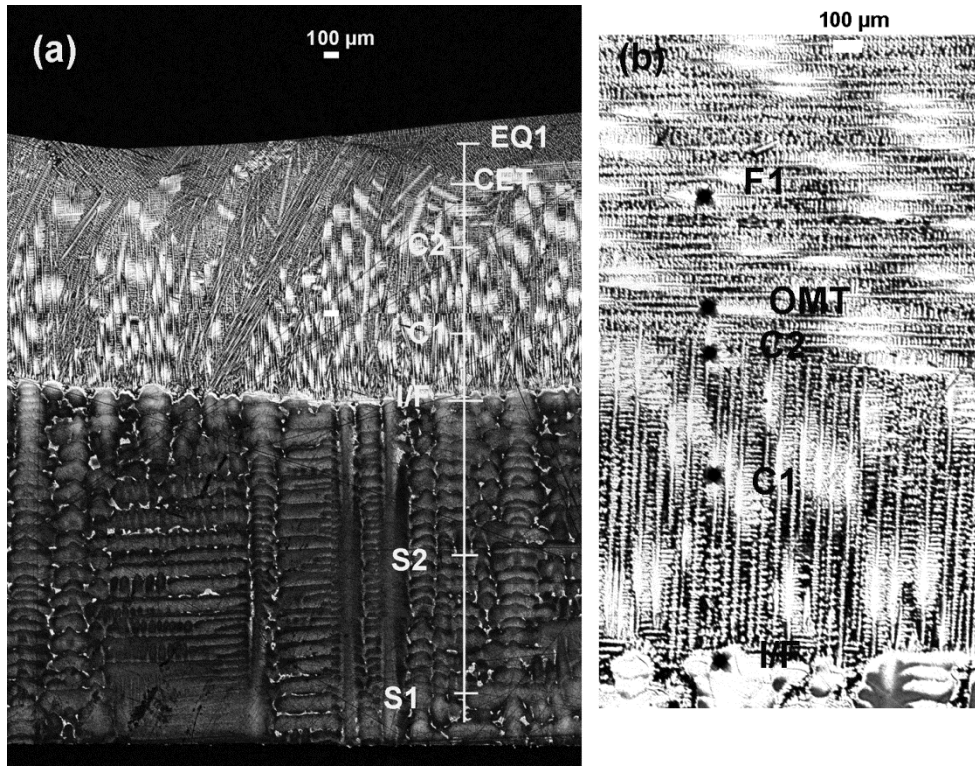 (a)
100 µm
EQ1
CET
C2
C1
I/F
S2
S1
100 µm
(b)
F1
OMT
C2
C1
I/F